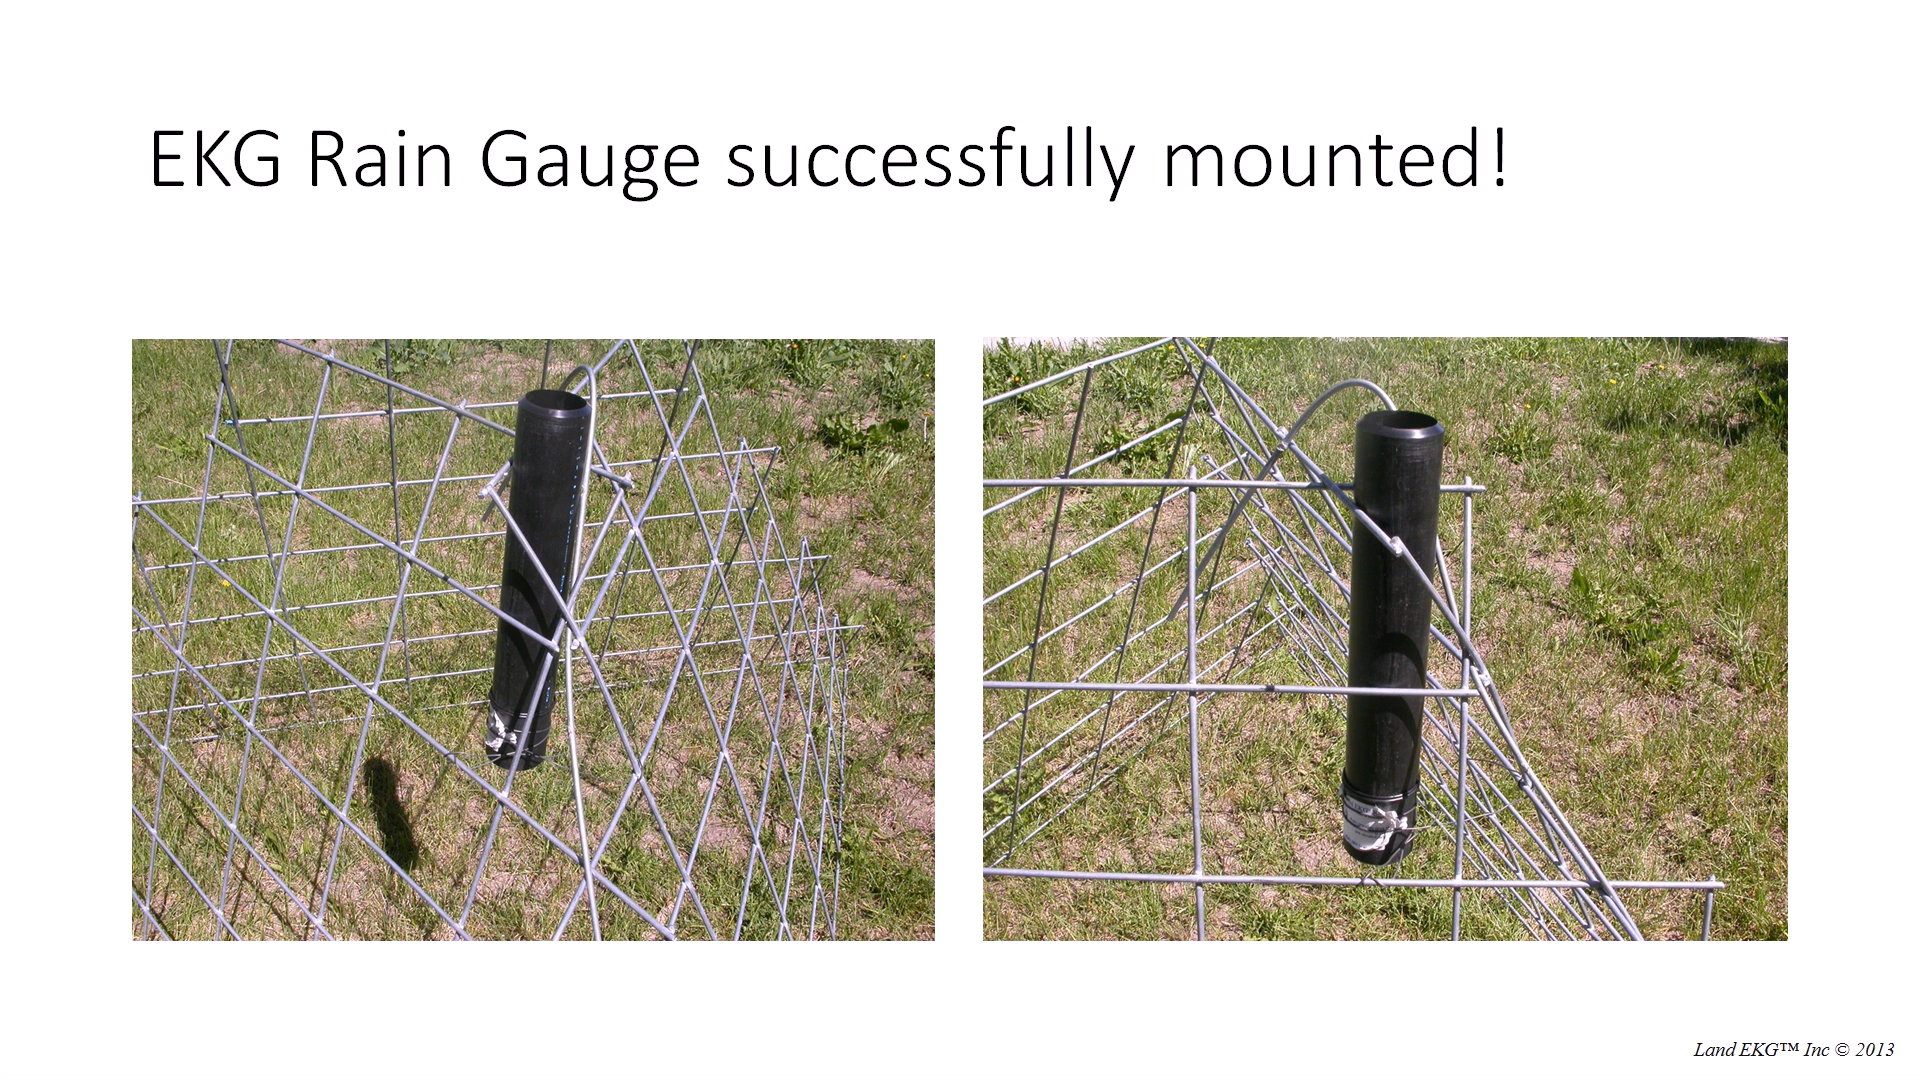 EKG Rain Gauge successfully mounted!
Land EKG™ Inc © 2013